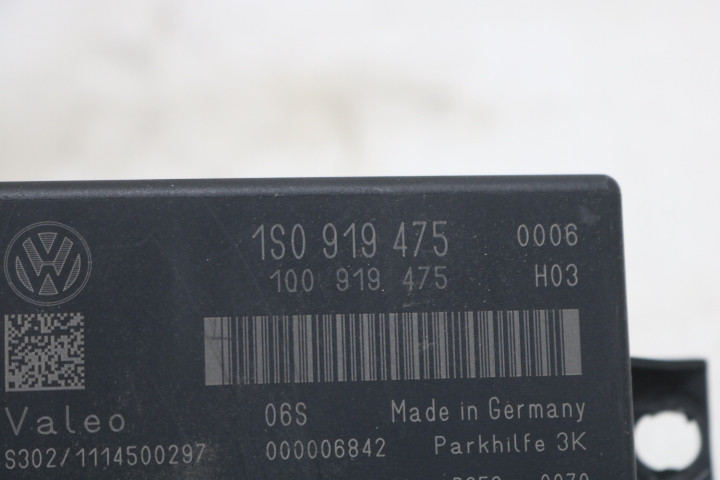 1S0 919 475 0006
1Q0 919 475 H03
Valeo 06S Made in Germany
S302/1114500297 000006842 Parkhilfe 3K